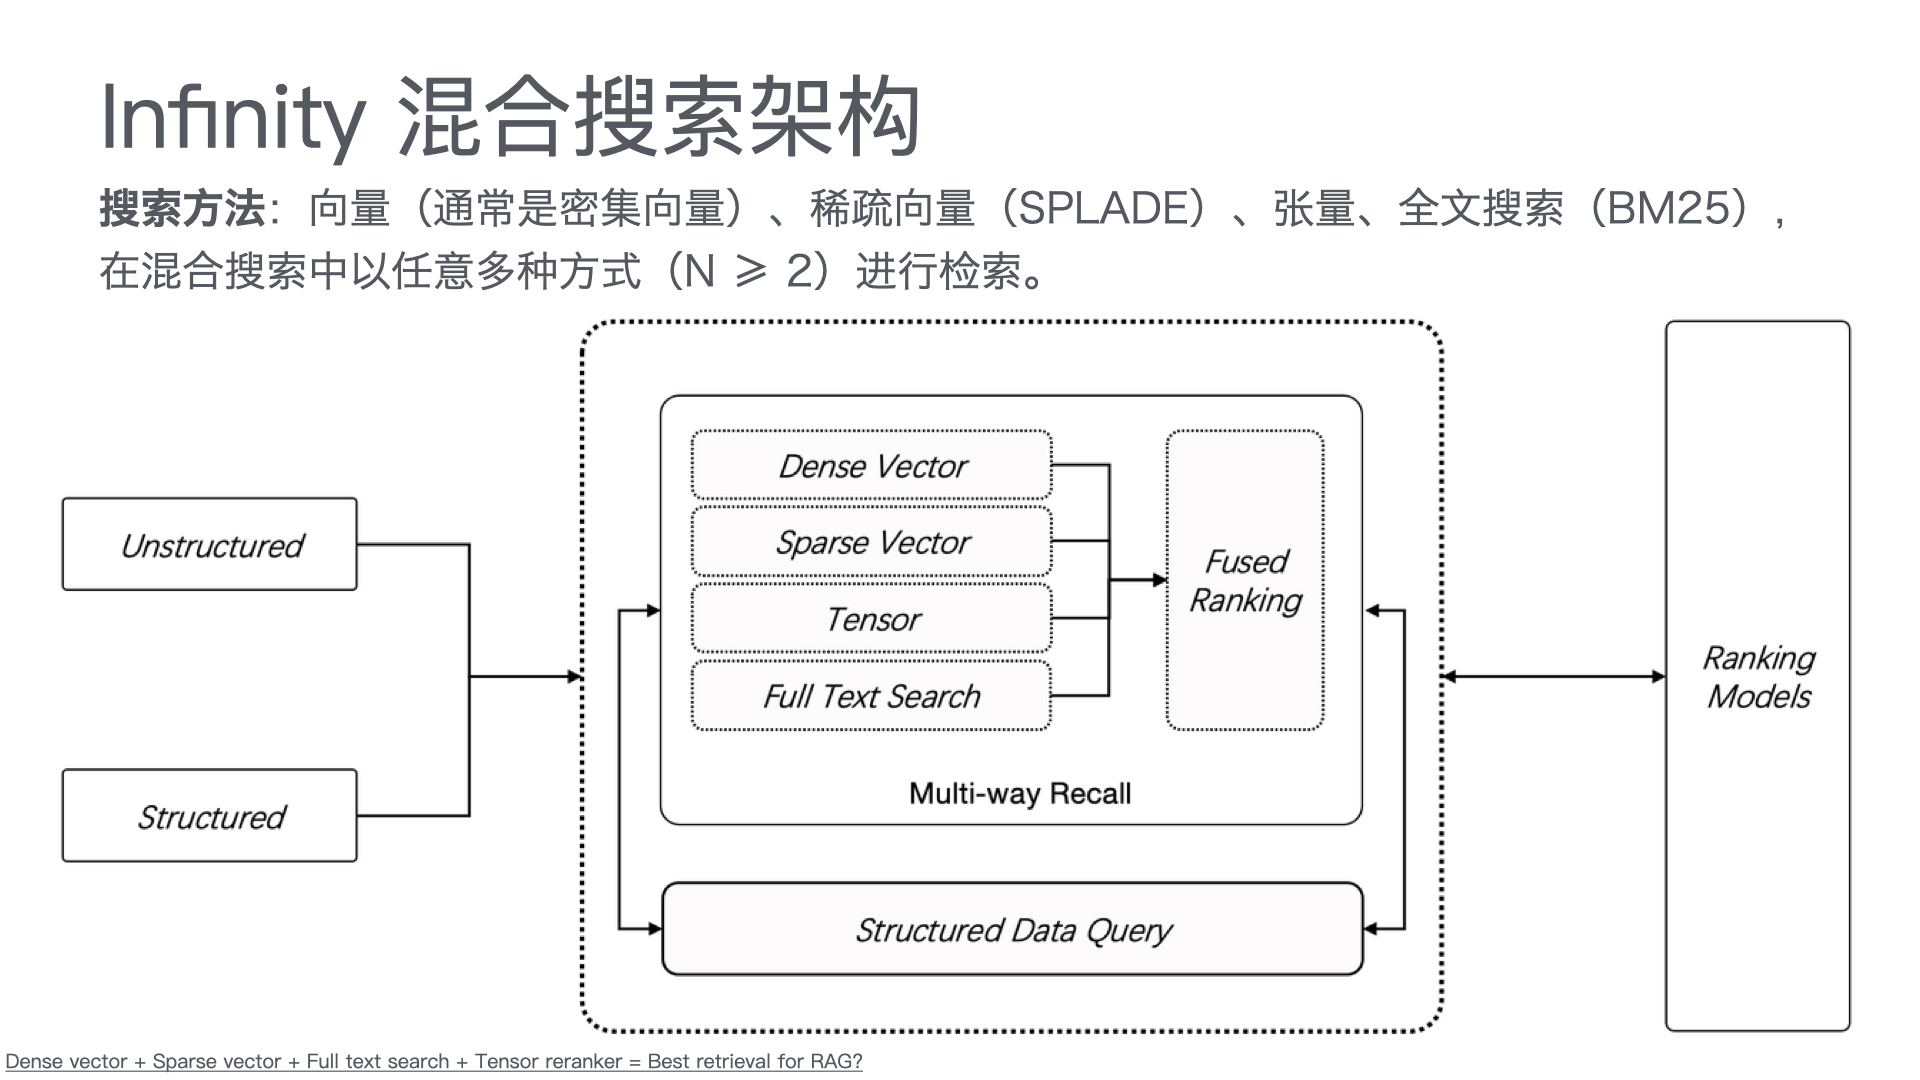 Infinity 混合搜索架构
搜索方法：向量（通常是密集向量）、稀疏向量（SPLADE）、张量、全文搜索（BM25），
在混合搜索中以任意多种方式（N ⩾ 2）进行检索。
Unstructured
Structured
Dense Vector
Sparse Vector
Tensor
Full Text Search
Fused
Ranking
Multi-way Recall
Structured Data Query
Ranking
Models
Dense vector + Sparse vector + Full text search + Tensor reranker = Best retrieval for RAG?